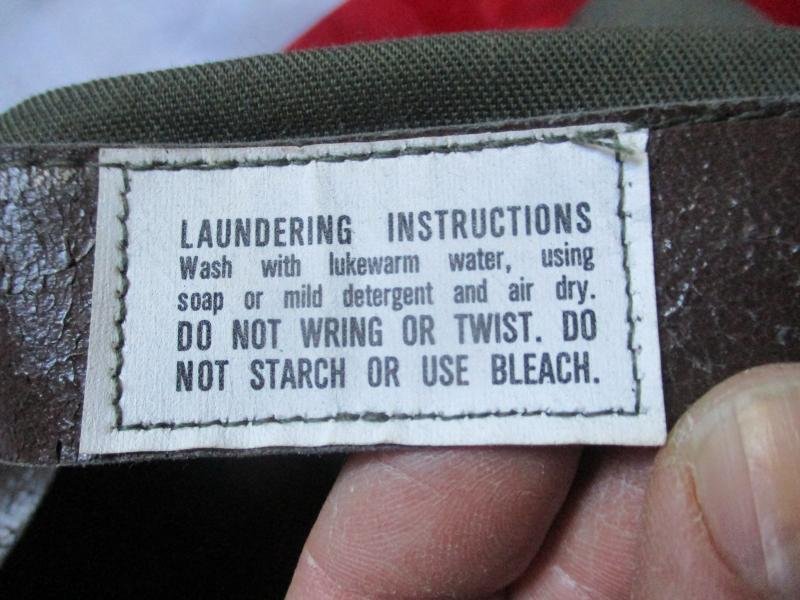 LAUNDERING INSTRUCTIONS
Wash with lukewarm water, using
soap or mild detergent and air dry.
DO NOT WRING OR TWIST. DO
NOT STARCH OR USE BLEACH.